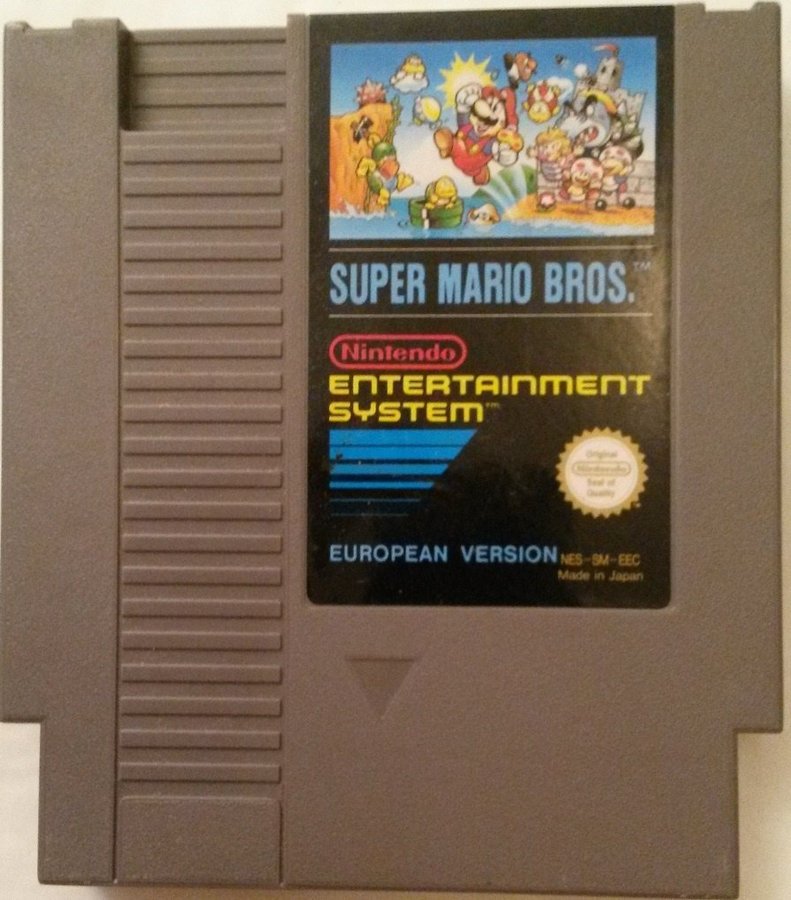 SUPER MARIO BROS.™
Nintendo
ENTERTAINMENT
SYSTEM™
Original
Nintendo
Seal of
Quality
EUROPEAN VERSION NES-SM-EEC
Made in Japan